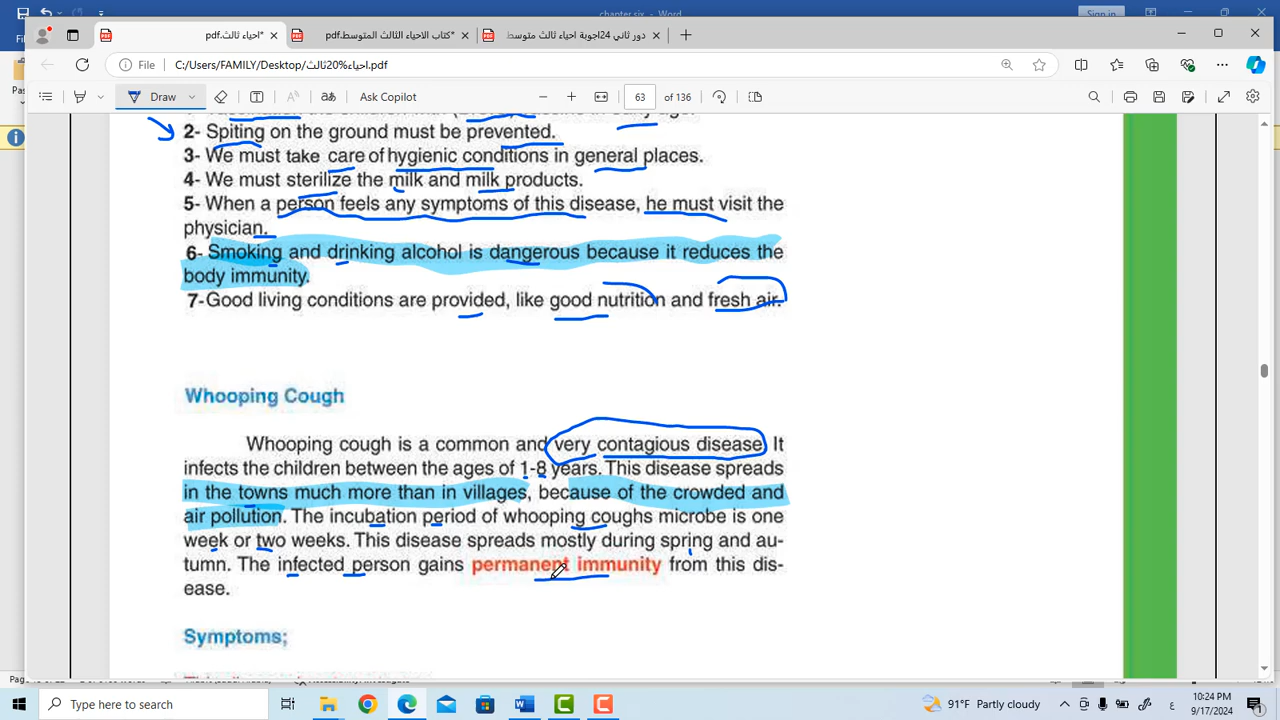 chapter six - Word
Sign in
احياء ثالث.pdf*
كتاب الاحياء الثالث المتوسط.pdf*
دور ثاني 24اجوبة احياء ثالث متوسط
File
C:/Users/FAMILY/Desktop/احياء%20ثالث.pdf
Draw
Ask Copilot
63 of 136
2- Spiting on the ground must be prevented.
3- We must take care of hygienic conditions in general places.
4- We must sterilize the milk and milk products.
5- When a person feels any symptoms of this disease, he must visit the
physician.
6- Smoking and drinking alcohol is dangerous because it reduces the
body immunity.
7-Good living conditions are provided, like good nutrition and fresh air.
Whooping Cough
Whooping cough is a common and very contagious disease. It
infects the children between the ages of 1-8 years. This disease spreads
in the towns much more than in villages, because of the crowded and
air pollution. The incubation period of whooping coughs microbe is one
week or two weeks. This disease spreads mostly during spring and au-
tumn. The infected person gains permanent immunity from this dis-
ease.
Symptoms;
Type here to search
91°F Partly cloudy
10:24 PM
9/17/2024